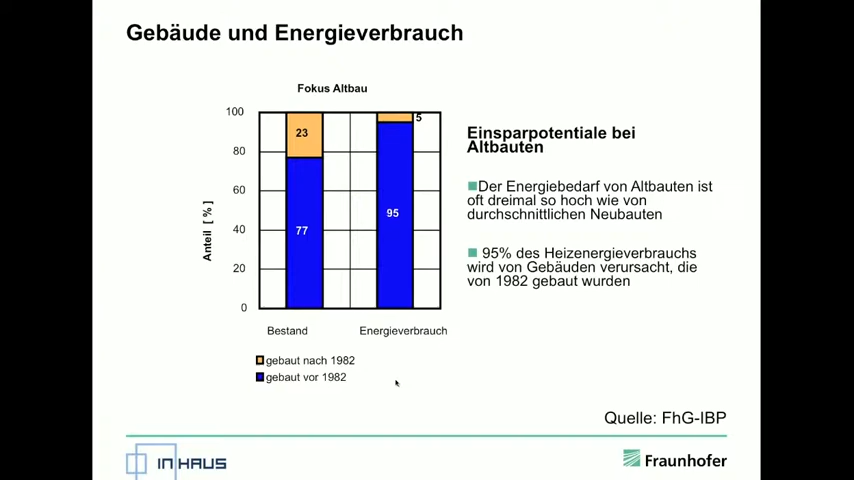 Gebäude und Energieverbrauch
Fokus Altbau
100
80
60
40
20
0
Anteil [ % ]
23
77
5
95
Bestand
Energieverbrauch
gebaut nach 1982
gebaut vor 1982
Einsparpotentiale bei
Altbauten
Der Energiebedarf von Altbauten ist
oft dreimal so hoch wie von
durchschnittlichen Neubauten
95% des Heizenergieverbrauchs
wird von Gebäuden verursacht, die
von 1982 gebaut wurden
Quelle: FhG-IBP
INHAUS
Fraunhofer